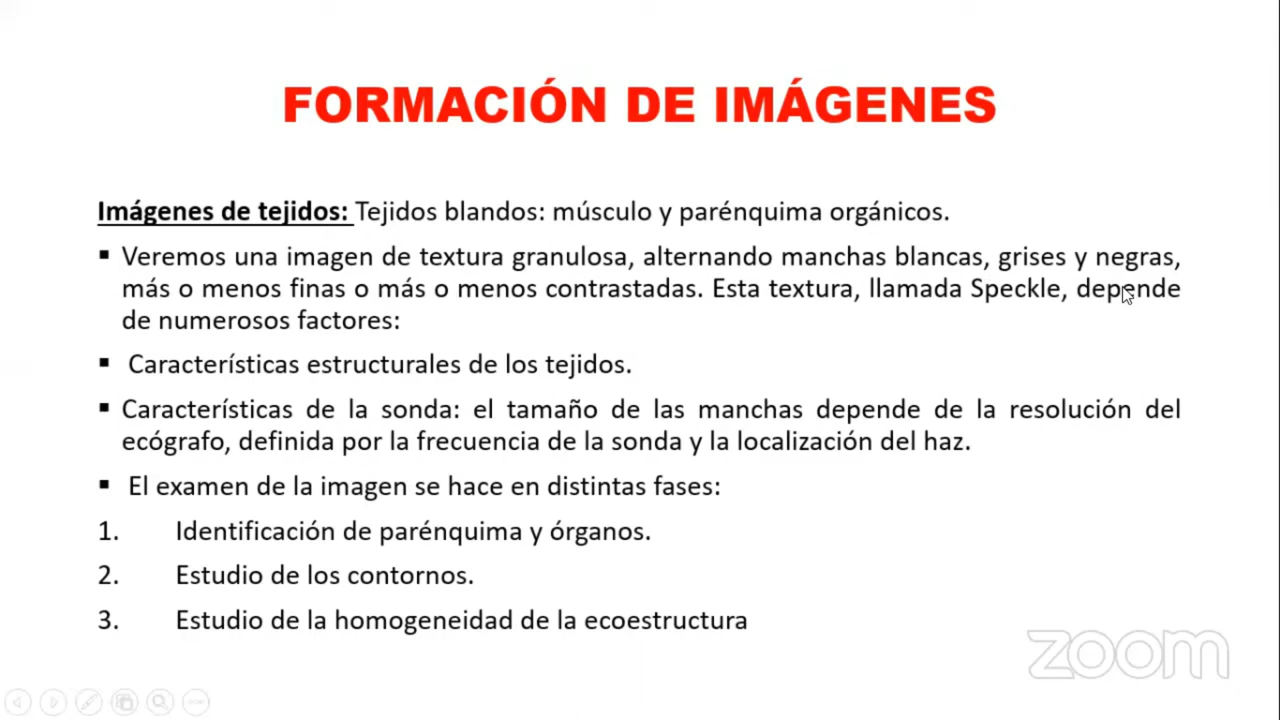 FORMACIÓN DE IMÁGENES
Imágenes de tejidos: Tejidos blandos: músculo y parénquima orgánicos.
▪ Veremos una imagen de textura granulosa, alternando manchas blancas, grises y negras,
más o menos finas o más o menos contrastadas. Esta textura, llamada Speckle, depende
de numerosos factores:
▪ Características estructurales de los tejidos.
▪ Características de la sonda: el tamaño de las manchas depende de la resolución del
ecógrafo, definida por la frecuencia de la sonda y la localización del haz.
▪ El examen de la imagen se hace en distintas fases:
1. Identificación de parénquima y órganos.
2. Estudio de los contornos.
3. Estudio de la homogeneidad de la ecoestructura
zoom